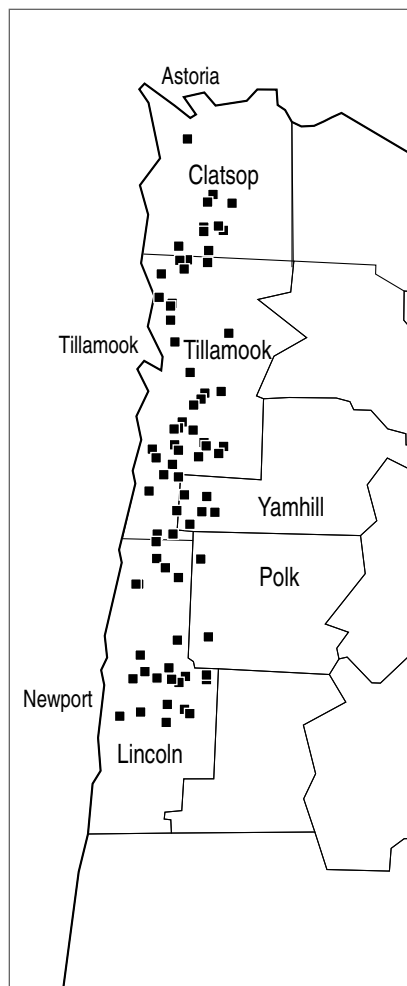 Astoria
Clatsop
Tillamook
Tillamook
Yamhill
Polk
Newport
Lincoln